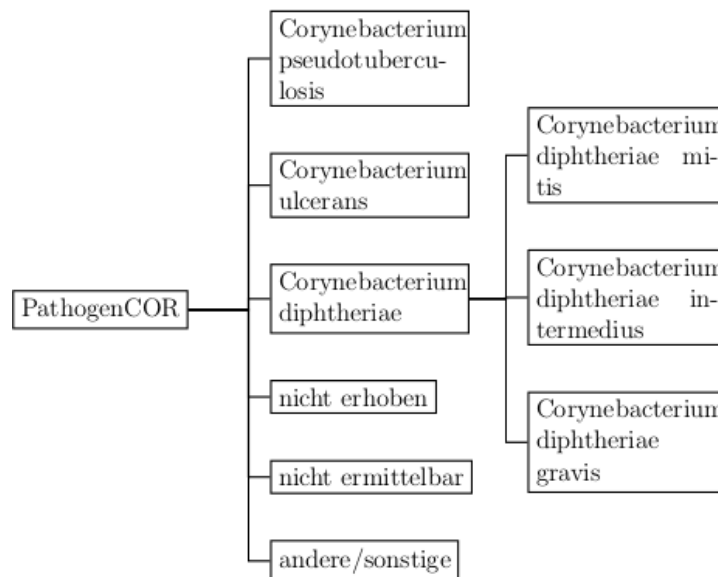 Corynebacterium
pseudotubercu-
losis
Corynebacterium
ulcerans
PathogenCOR
Corynebacterium
diphtheriae
nicht erhoben
nicht ermittelbar
andere/sonstige
Corynebacterium
diphtheriae mi-
tis
Corynebacterium
diphtheriae in-
termedius
Corynebacterium
diphtheriae
gravis